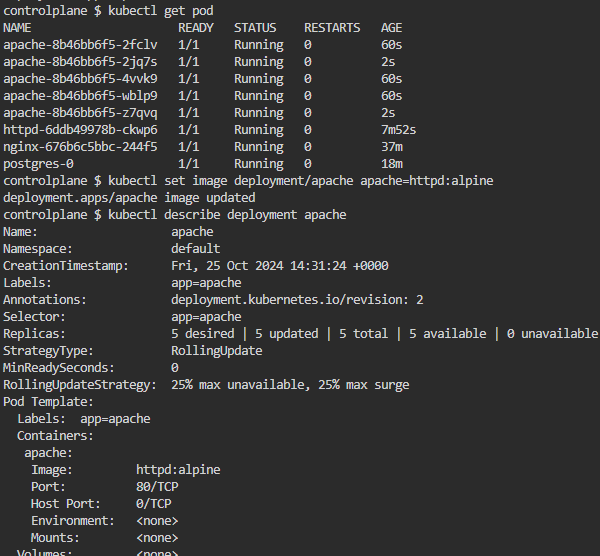 controlplane $ kubectl get pod
NAME READY STATUS RESTARTS AGE
apache-8b46bb6f5-2fclv 1/1 Running 0 60s
apache-8b46bb6f5-2jq7s 1/1 Running 0 2s
apache-8b46bb6f5-4vvk9 1/1 Running 0 60s
apache-8b46bb6f5-wblp9 1/1 Running 0 60s
apache-8b46bb6f5-z7qvq 1/1 Running 0 2s
httpd-6ddb49978b-ckwp6 1/1 Running 0 7m52s
nginx-676b6c5bbc-244f5 1/1 Running 0 37m
postgres-0 1/1 Running 0 18m
controlplane $ kubectl set image deployment/apache apache=httpd:alpine
deployment.apps/apache image updated
controlplane $ kubectl describe deployment apache
Name: apache
Namespace: default
CreationTimestamp: Fri, 25 Oct 2024 14:31:24 +0000
Labels: app=apache
Annotations: deployment.kubernetes.io/revision: 2
Selector: app=apache
Replicas: 5 desired | 5 updated | 5 total | 5 available | 0 unavailable
StrategyType: RollingUpdate
MinReadySeconds: 0
RollingUpdateStrategy: 25% max unavailable, 25% max surge
Pod Template:
Labels: app=apache
Containers:
apache:
Image: httpd:alpine
Port: 80/TCP
Host Port: 0/TCP
Environment: <none>
Mounts: <none>
Volumes: <none>